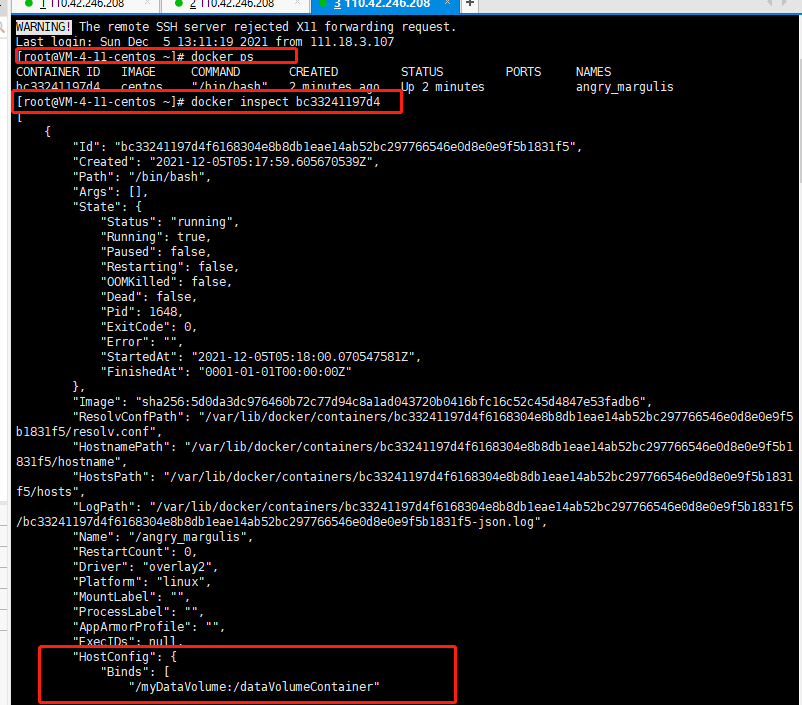 1 110.42.246.208 × 2 110.42.246.208 × 3 110.42.246.208 × +
WARNING! The remote SSH server rejected X11 forwarding request.
Last login: Sun Dec  5 13:11:19 2021 from 111.18.3.107
[root@VM-4-11-centos ~]# docker ps
CONTAINER ID   IMAGE     COMMAND       CREATED         STATUS         PORTS     NAMES
bc33241197d4   centos    "/bin/bash"   2 minutes ago   Up 2 minutes             angry_margulis
[root@VM-4-11-centos ~]# docker inspect bc33241197d4
[
    {
        "Id": "bc33241197d4f6168304e8b8db1eae14ab52bc297766546e0d8e0e9f5b1831f5",
        "Created": "2021-12-05T05:17:59.605670539Z",
        "Path": "/bin/bash",
        "Args": [],
        "State": {
            "Status": "running",
            "Running": true,
            "Paused": false,
            "Restarting": false,
            "OOMKilled": false,
            "Dead": false,
            "Pid": 1648,
            "ExitCode": 0,
            "Error": "",
            "StartedAt": "2021-12-05T05:18:00.070547581Z",
            "FinishedAt": "0001-01-01T00:00:00Z"
        },
        "Image": "sha256:5d0da3dc976460b72c77d94c8a1ad043720b0416bfc16c52c45d4847e53fadb6",
        "ResolvConfPath": "/var/lib/docker/containers/bc33241197d4f6168304e8b8db1eae14ab52bc297766546e0d8e0e9f5
b1831f5/resolv.conf",
        "HostnamePath": "/var/lib/docker/containers/bc33241197d4f6168304e8b8db1eae14ab52bc297766546e0d8e0e9f5b1
831f5/hostname",
        "HostsPath": "/var/lib/docker/containers/bc33241197d4f6168304e8b8db1eae14ab52bc297766546e0d8e0e9f5b1831
f5/hosts",
        "LogPath": "/var/lib/docker/containers/bc33241197d4f6168304e8b8db1eae14ab52bc297766546e0d8e0e9f5b1831f5
/bc33241197d4f6168304e8b8db1eae14ab52bc297766546e0d8e0e9f5b1831f5-json.log",
        "Name": "/angry_margulis",
        "RestartCount": 0,
        "Driver": "overlay2",
        "Platform": "linux",
        "MountLabel": "",
        "ProcessLabel": "",
        "AppArmorProfile": "",
        "ExecIDs": null,
        "HostConfig": {
            "Binds": [
                "/myDataVolume:/dataVolumeContainer"